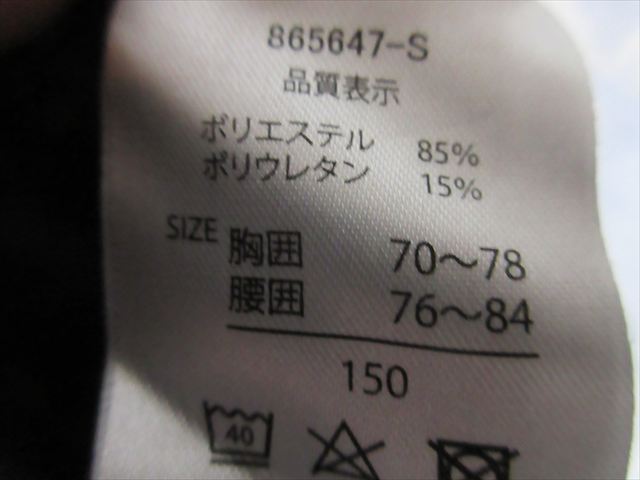 865647-S
品質表示
ポリエステル 85%
ポリウレタン 15%
SIZE 胸囲 70〜78
腰囲 76〜84
150
40